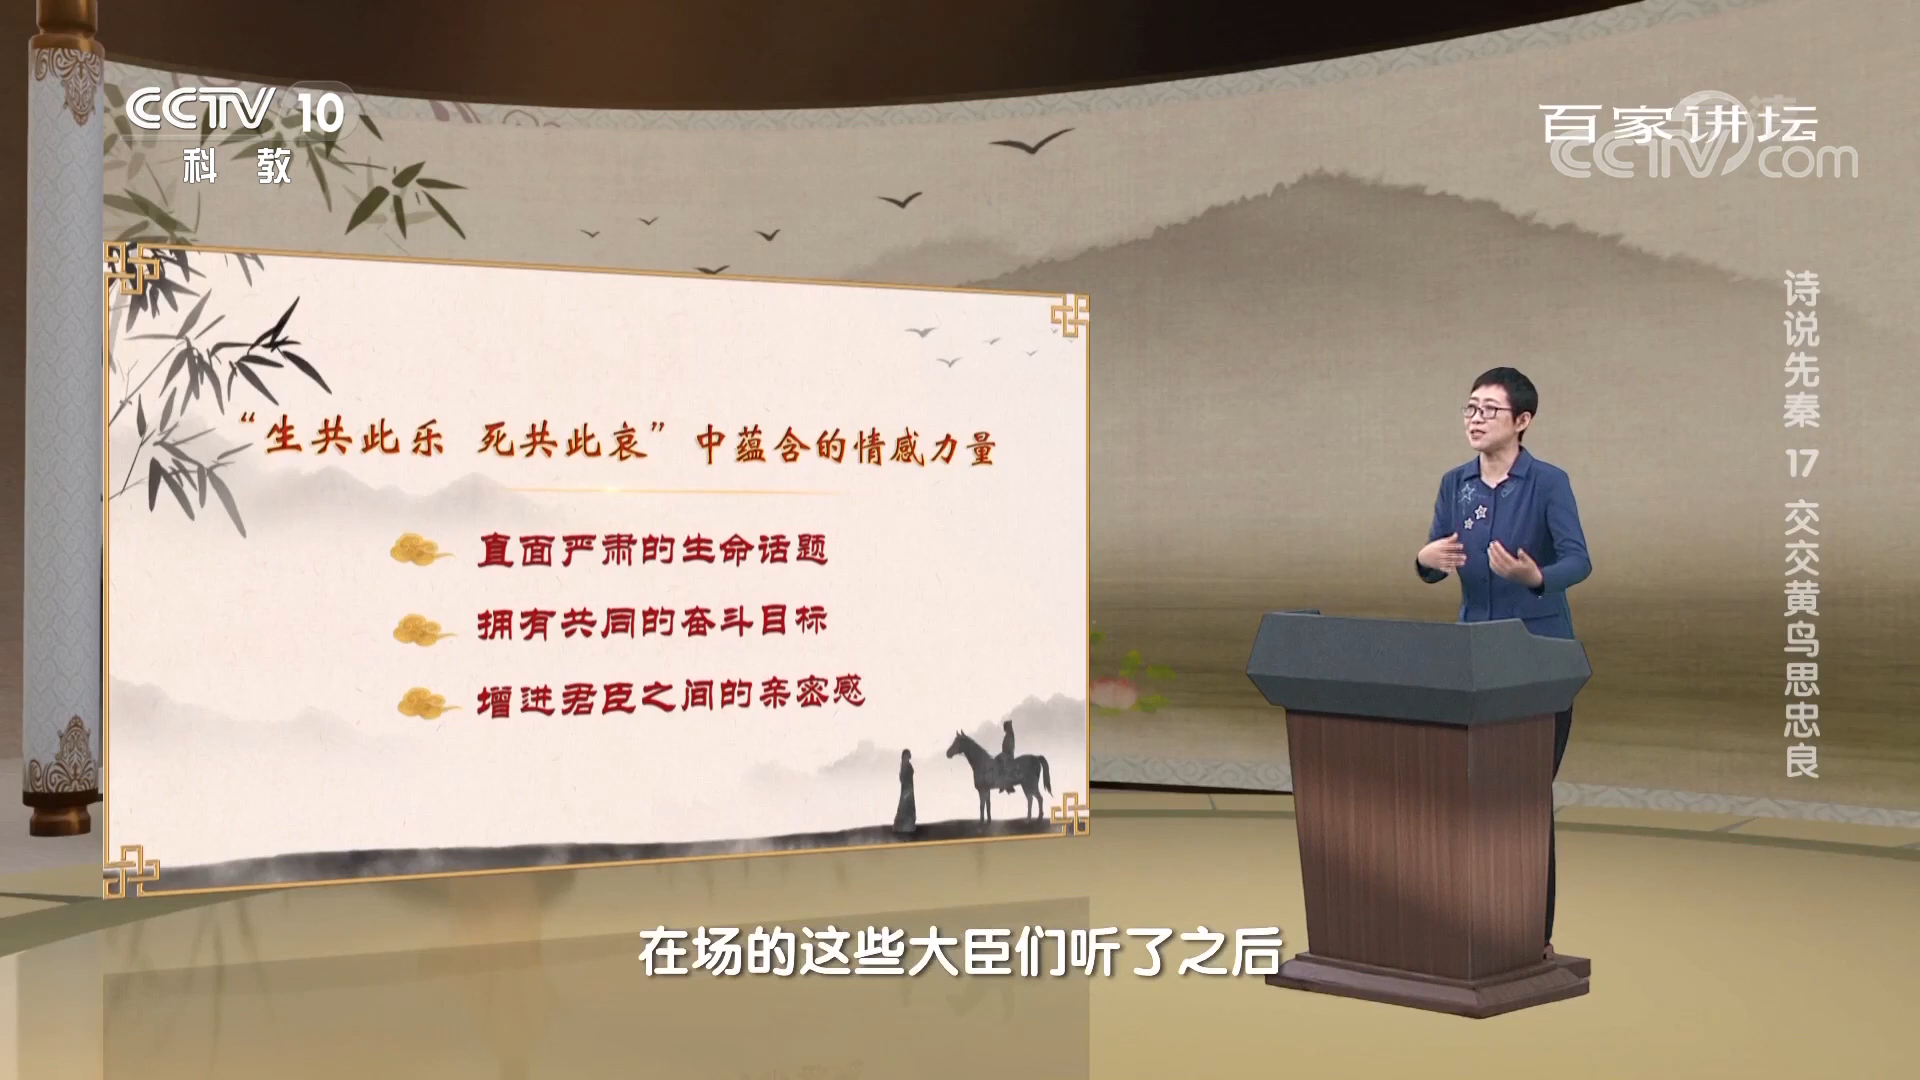 CCTV 10
科 教
百家讲坛
CCTV.com
诗说先秦 17 交交黄鸟思忠良
“生共此乐 死共此哀”中蕴含的情感力量
直面严肃的生命话题
拥有共同的奋斗目标
增进君臣之间的亲密感
在场的这些大臣们听了之后